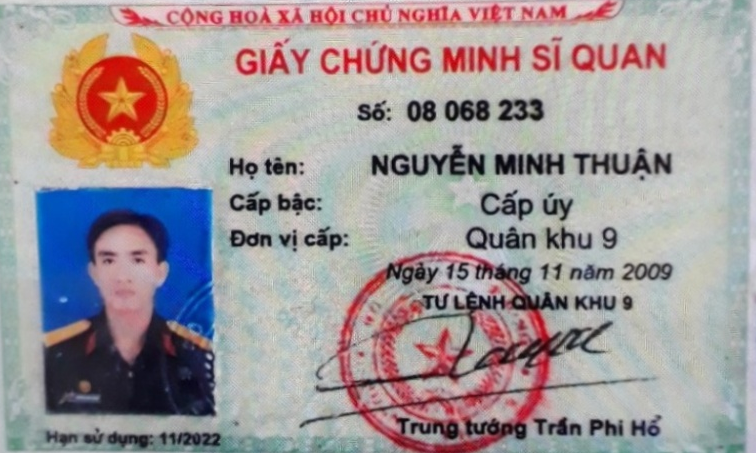 CỘNG HOÀ XÃ HỘI CHỦ NGHĨA VIỆT NAM
GIẤY CHỨNG MINH SĨ QUAN
Số: 08 068 233
Họ tên: NGUYỄN MINH THUẬN
Cấp bậc: Cấp úy
Đơn vị cấp: Quân khu 9
Ngày 15 tháng 11 năm 2009
TƯ LỆNH QUÂN KHU 9
Trung tướng Trần Phi Hổ
Hạn sử dụng: 11/2022